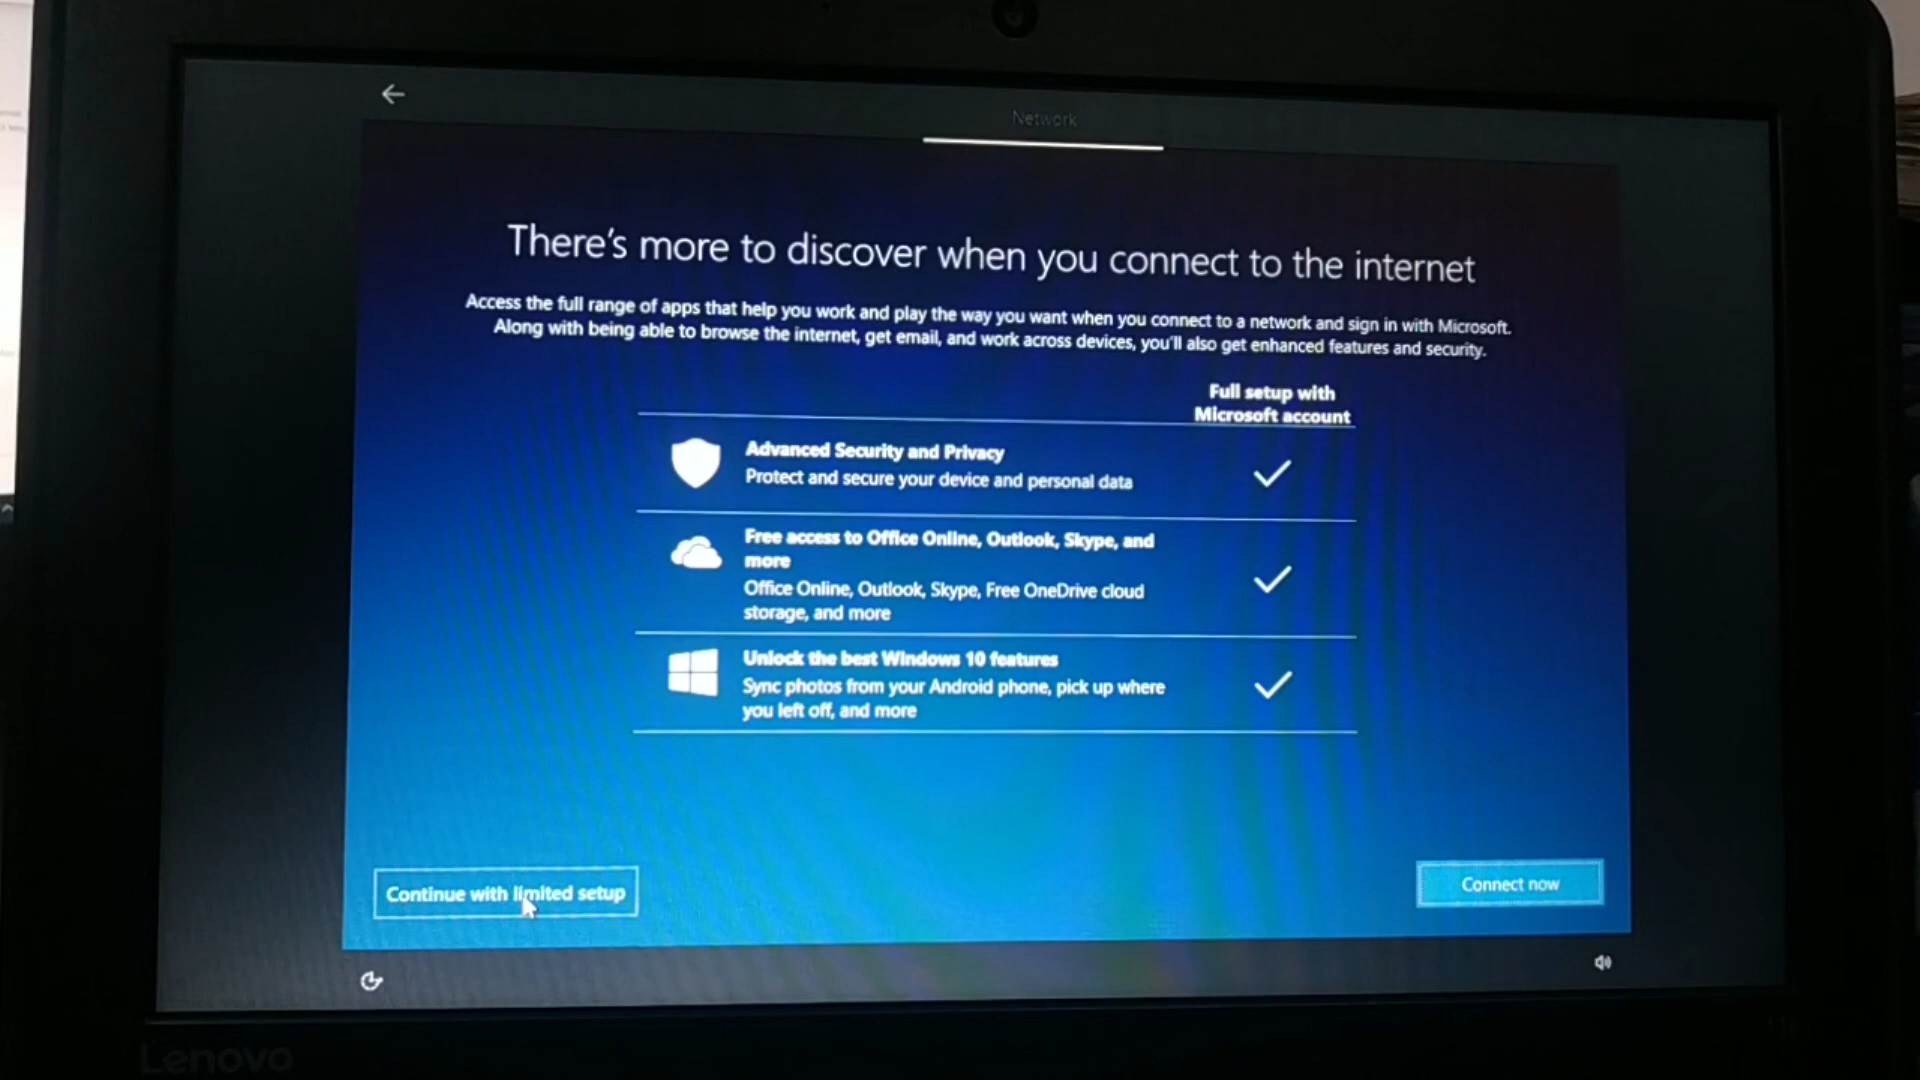 Network
There's more to discover when you connect to the internet
Access the full range of apps that help you work and play the way you want when you connect to a network and sign in with Microsoft.
Along with being able to browse the internet, get email, and work across devices, you'll also get enhanced features and security.
Full setup with
Microsoft account
Advanced Security and Privacy
Protect and secure your device and personal data
Free access to Office Online, Outlook, Skype, and
more
Office Online, Outlook, Skype, Free OneDrive cloud
storage, and more
Unlock the best Windows 10 features
Sync photos from your Android phone, pick up where
you left off, and more
Continue with limited setup
Connect now
Lenovo